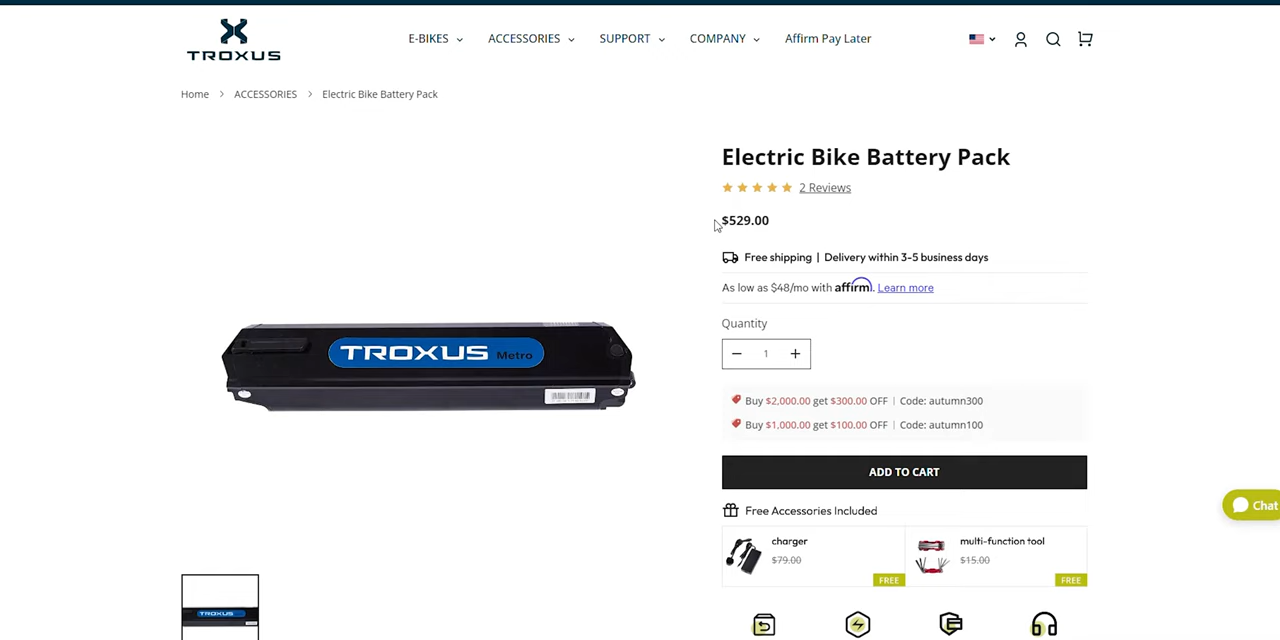 TROXUS
E-BIKES
ACCESSORIES
SUPPORT
COMPANY
Affirm Pay Later
Home > ACCESSORIES > Electric Bike Battery Pack
TROXUS Metro
TROXUS
Electric Bike Battery Pack
2 Reviews
$529.00
Free shipping | Delivery within 3-5 business days
As low as $48/mo with affirm. Learn more
Quantity
− 1 +
Buy $2,000.00 get $300.00 OFF | Code: autumn300
Buy $1,000.00 get $100.00 OFF | Code: autumn100
ADD TO CART
Free Accessories Included
charger
$79.00
FREE
multi-function tool
$15.00
FREE
Chat